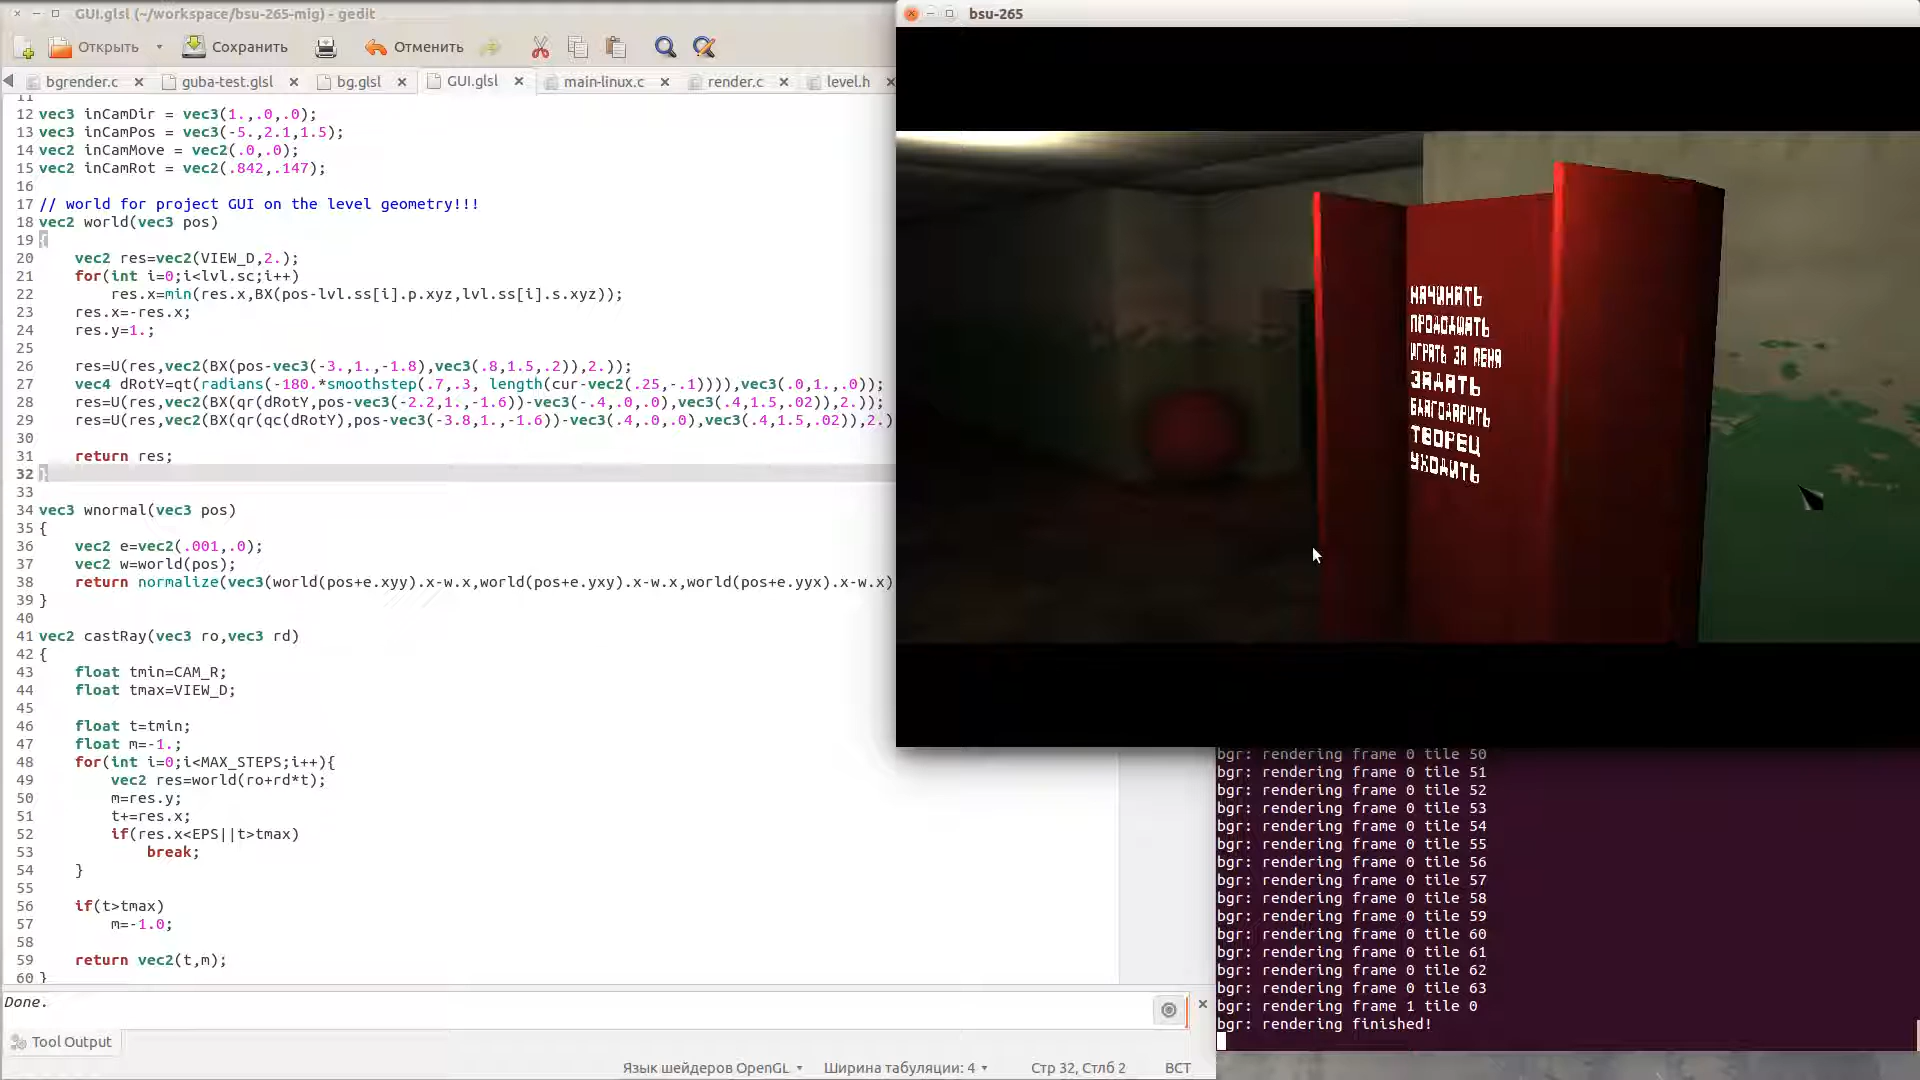 GUI.glsl (~/workspace/bsu-265-mig) - gedit
Открыть
Сохранить
Отменить
bgrender.c
guba-test.glsl
bg.glsl
GUI.glsl
main-linux.c
render.c
level.h
11
12 vec3 inCamDir = vec3(1.,.0,.0);
13 vec3 inCamPos = vec3(-5.,2.1,1.5);
14 vec2 inCamMove = vec2(.0,.0);
15 vec2 inCamRot = vec2(.842,.147);
16
17 // world for project GUI on the level geometry!!!
18 vec2 world(vec3 pos)
19 {
20 vec2 res=vec2(VIEW_D,2.);
21 for(int i=0;i<lvl.sc;i++)
22 res.x=min(res.x,BX(pos-lvl.ss[i].p.xyz,lvl.ss[i].s.xyz));
23 res.x=-res.x;
24 res.y=1.;
25
26 res=U(res,vec2(BX(pos-vec3(-3.,1.,-1.8),vec3(.8,1.5,.2)),2.));
27 vec4 dRotY=qt(radians(-180.*smoothstep(.7,.3, length(cur-vec2(.25,-.1)))),vec3(.0,1.,.0));
28 res=U(res,vec2(BX(qr(dRotY,pos-vec3(-2.2,1.,-1.6))-vec3(-.4,.0,.0),vec3(.4,1.5,.02)),2.));
29 res=U(res,vec2(BX(qr(qc(dRotY),pos-vec3(-3.8,1.,-1.6))-vec3(.4,.0,.0),vec3(.4,1.5,.02)),2.)
30
31 return res;
32 }
33
34 vec3 wnormal(vec3 pos)
35 {
36 vec2 e=vec2(.001,.0);
37 vec2 w=world(pos);
38 return normalize(vec3(world(pos+e.xyy).x-w.x,world(pos+e.yxy).x-w.x,world(pos+e.yyx).x-w.x)
39 }
40
41 vec2 castRay(vec3 ro,vec3 rd)
42 {
43 float tmin=CAM_R;
44 float tmax=VIEW_D;
45
46 float t=tmin;
47 float m=-1.;
48 for(int i=0;i<MAX_STEPS;i++){
49 vec2 res=world(ro+rd*t);
50 m=res.y;
51 t+=res.x;
52 if(res.x<EPS||t>tmax)
53 break;
54 }
55
56 if(t>tmax)
57 m=-1.0;
58
59 return vec2(t,m);
60 }
Done.
Tool Output
Язык шейдеров OpenGL
Ширина табуляции: 4
Стр 32, Стлб 2
ВСТ
bsu-265
НАЧИНАТЬ
ИГРАТЬ ЗА МЕНЯ
ЗАДАТЬ
БЛАГОДАРИТЬ
ТВОРЕЦ
УХОДИТЬ
bgr: rendering frame 0 tile 50
bgr: rendering frame 0 tile 51
bgr: rendering frame 0 tile 52
bgr: rendering frame 0 tile 53
bgr: rendering frame 0 tile 54
bgr: rendering frame 0 tile 55
bgr: rendering frame 0 tile 56
bgr: rendering frame 0 tile 57
bgr: rendering frame 0 tile 58
bgr: rendering frame 0 tile 59
bgr: rendering frame 0 tile 60
bgr: rendering frame 0 tile 61
bgr: rendering frame 0 tile 62
bgr: rendering frame 0 tile 63
bgr: rendering frame 1 tile 0
bgr: rendering finished!